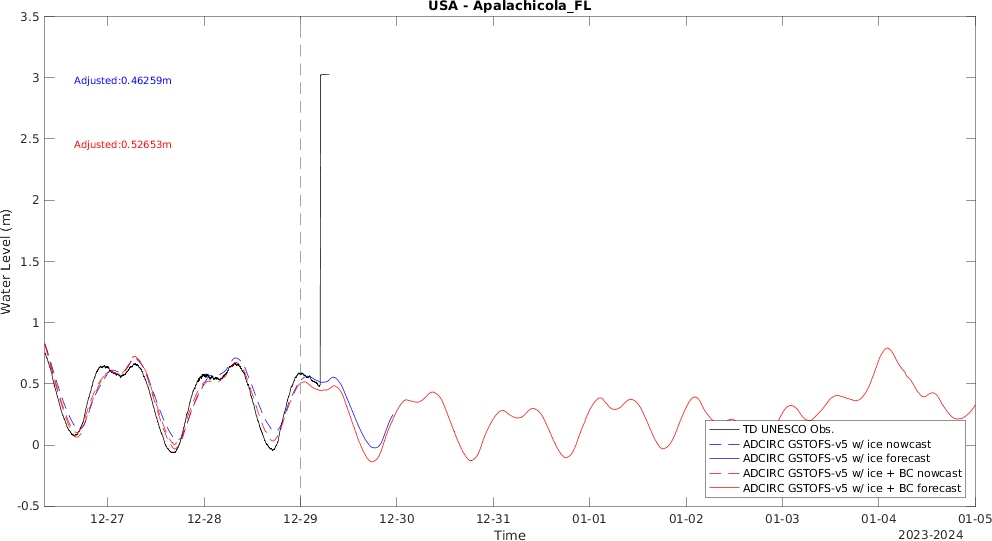 USA - Apalachicola_FL
3.5
3
2.5
2
1.5
1
0.5
0
-0.5
Water Level (m)
Adjusted:0.46259m
Adjusted:0.52653m
TD UNESCO Obs.
ADCIRC GSTOFS-v5 w/ ice nowcast
ADCIRC GSTOFS-v5 w/ ice forecast
ADCIRC GSTOFS-v5 w/ ice + BC nowcast
ADCIRC GSTOFS-v5 w/ ice + BC forecast
12-27 12-28 12-29 12-30 12-31 01-01 01-02 01-03 01-04 01-05
Time
2023-2024